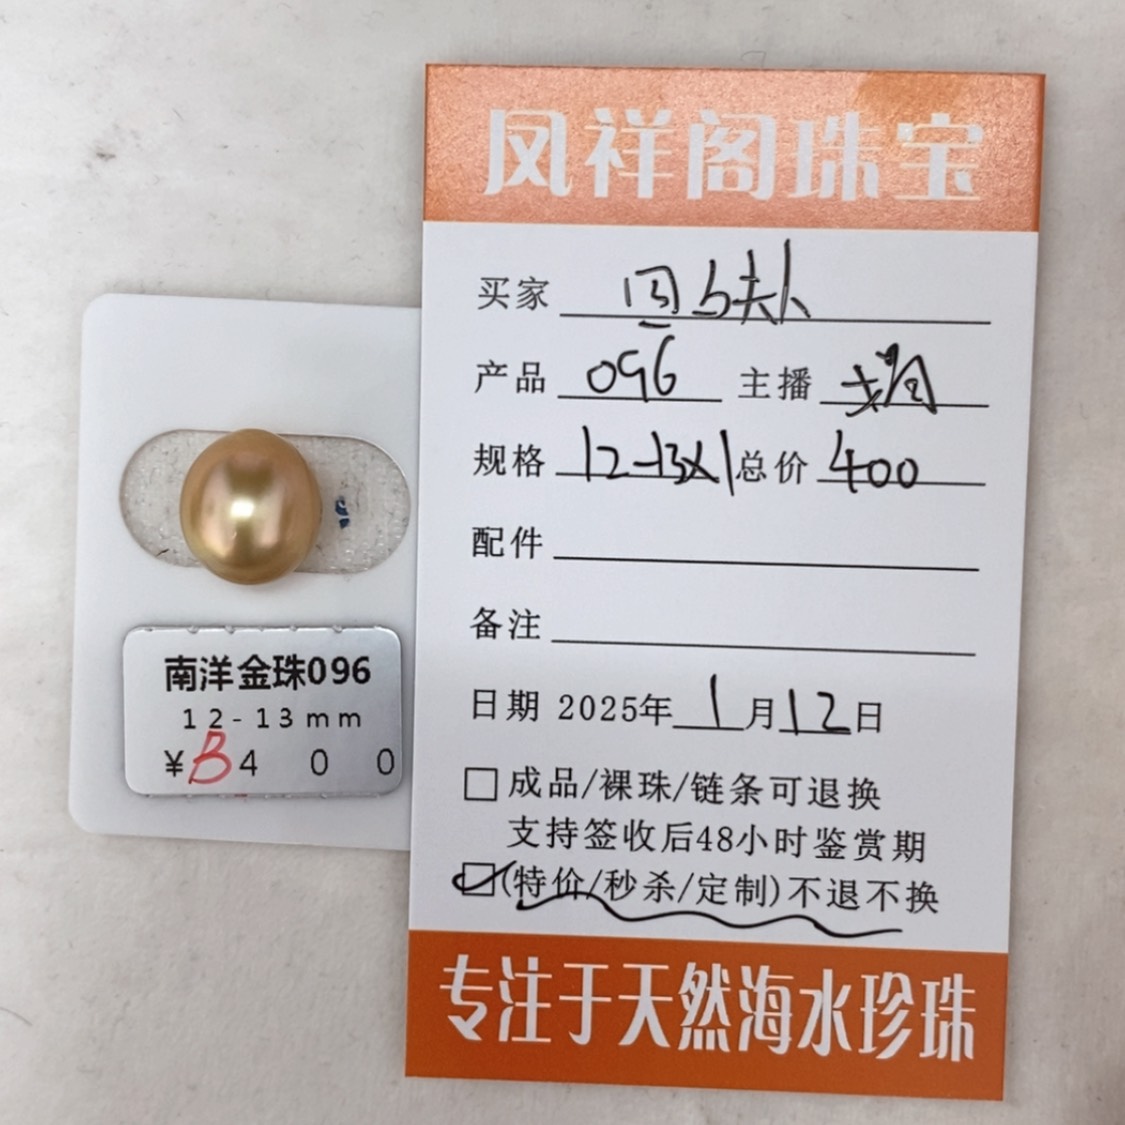 凤祥阁珠宝
买家
产品 096 主播
规格 12-13x1 总价 400
配件
备注
日期 2025年1月12日
成品/裸珠/链条可退换
支持签收后48小时鉴赏期
(特价/秒杀/定制)不退不换
专注于天然海水珍珠
南洋金珠096
12-13mm
¥B400